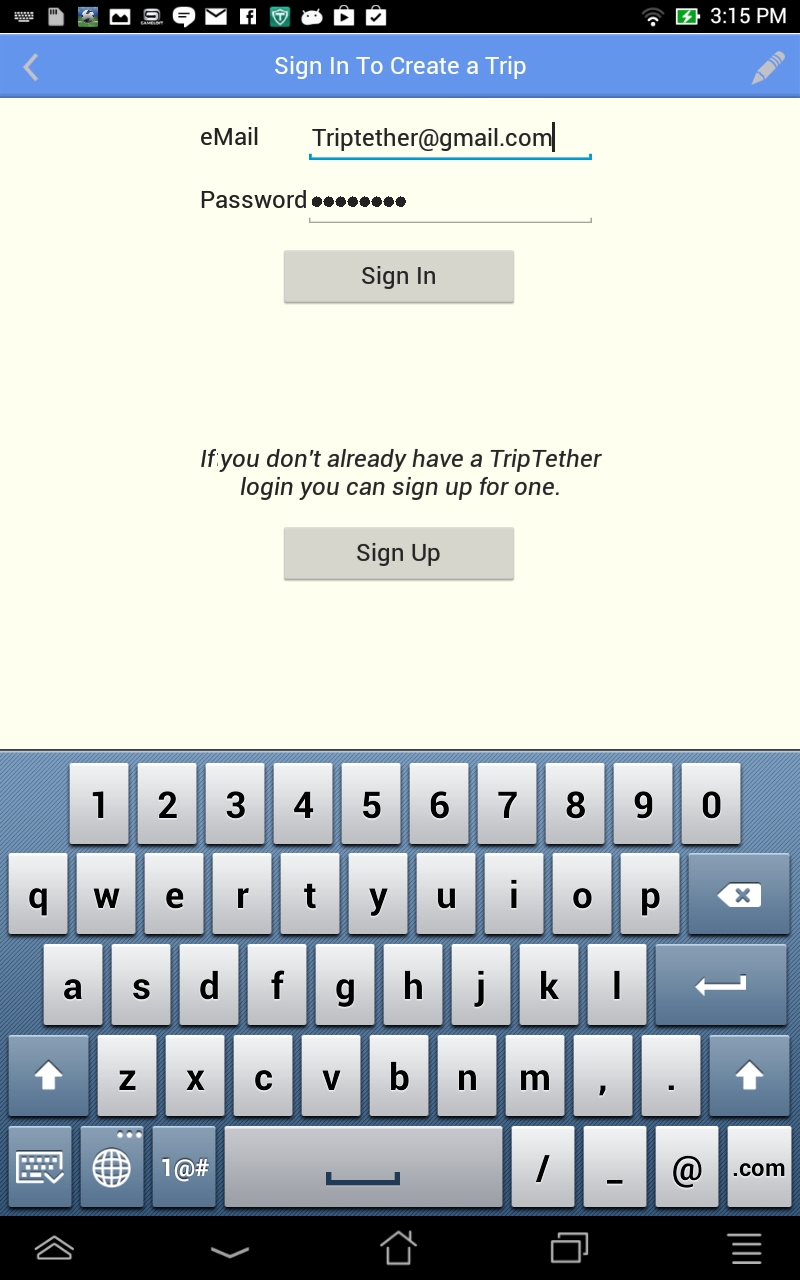 3:15 PM
Sign In To Create a Trip
eMail Triptether@gmail.com
Password ••••••••
Sign In
If you don't already have a TripTether
login you can sign up for one.
Sign Up
1 2 3 4 5 6 7 8 9 0
q w e r t y u i o p
a s d f g h j k l
z x c v b n m , .
1@# / _ @ .com